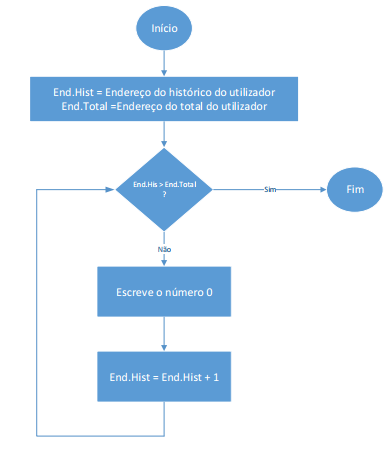 Início
End.Hist = Endereço do histórico do utilizador
End.Total =Endereço do total do utilizador
End.His > End.Total
?
Sim
Fim
Não
Escreve o número 0
End.Hist = End.Hist + 1